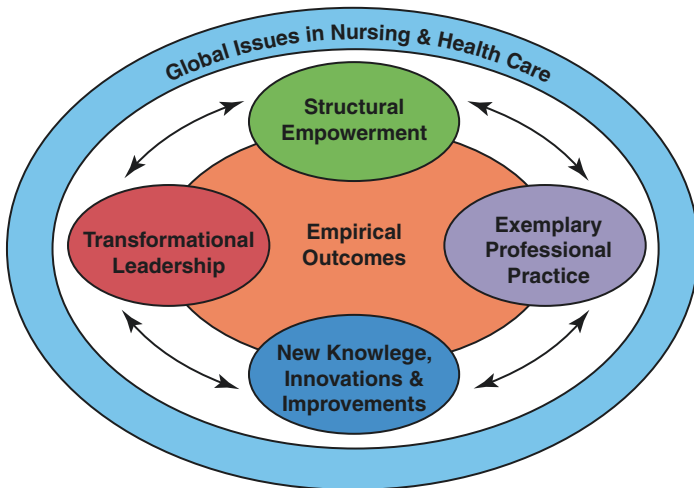 Global Issues in Nursing & Health Care
Structural
Empowerment
Transformational
Leadership
Empirical
Outcomes
Exemplary
Professional
Practice
New Knowlege,
Innovations &
Improvements